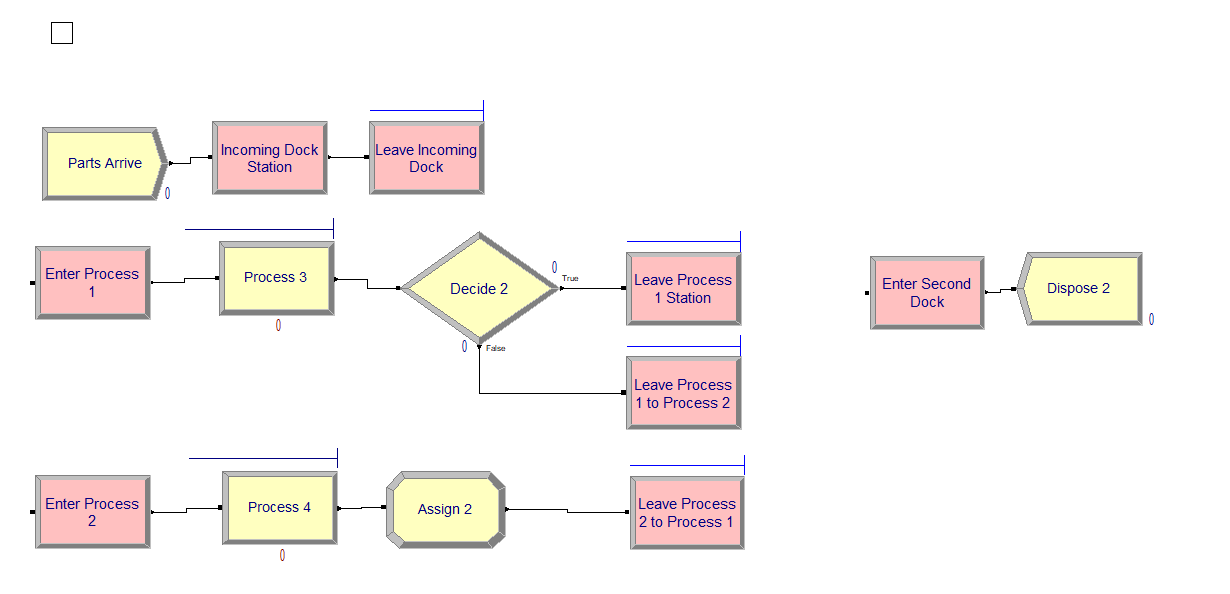 Parts Arrive
0
Incoming Dock
Station
Leave Incoming
Dock
Enter Process
1
Process 3
0
Decide 2
0
True
0
False
Leave Process
1 Station
Leave Process
1 to Process 2
Enter Second
Dock
Dispose 2
0
Enter Process
2
Process 4
0
Assign 2
Leave Process
2 to Process 1